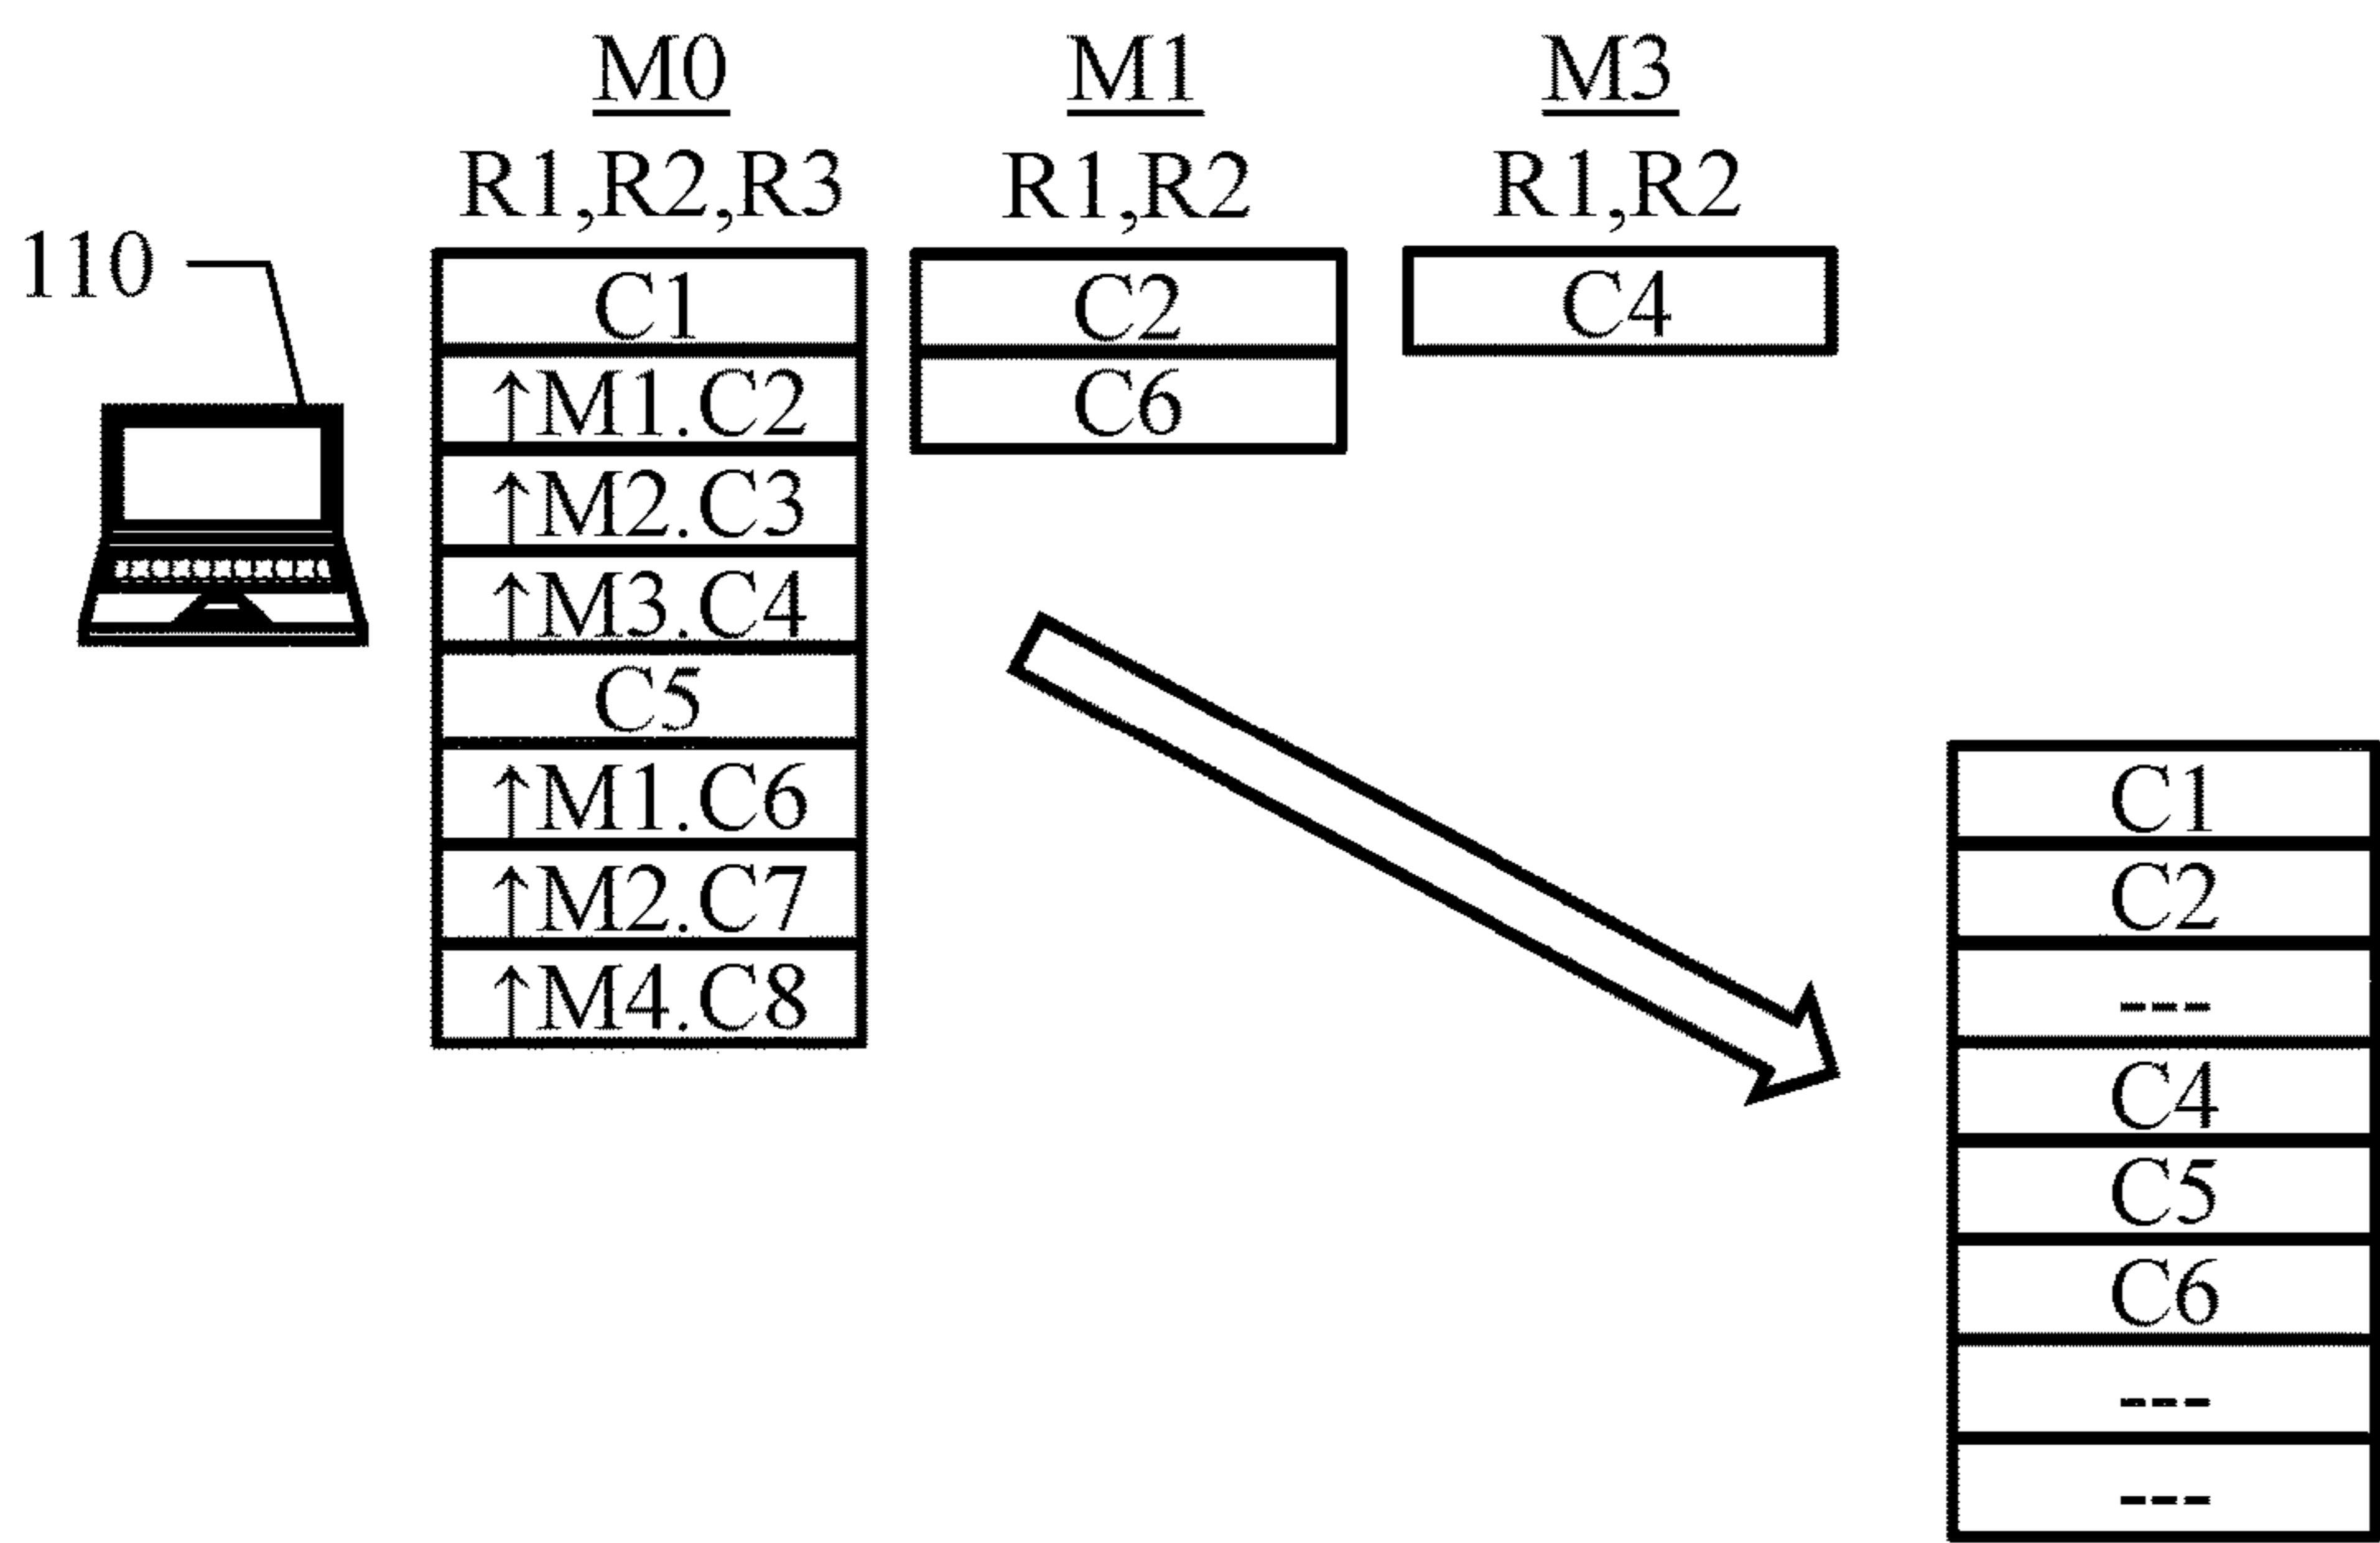 M0 M1 M3
R1,R2,R3 R1,R2 R1,R2
110
C1 C2 C4
↑M1.C2 C6
↑M2.C3
↑M3.C4
C5
↑M1.C6
↑M2.C7
↑M4.C8
C1
C2
---
C4
C5
C6
---
---